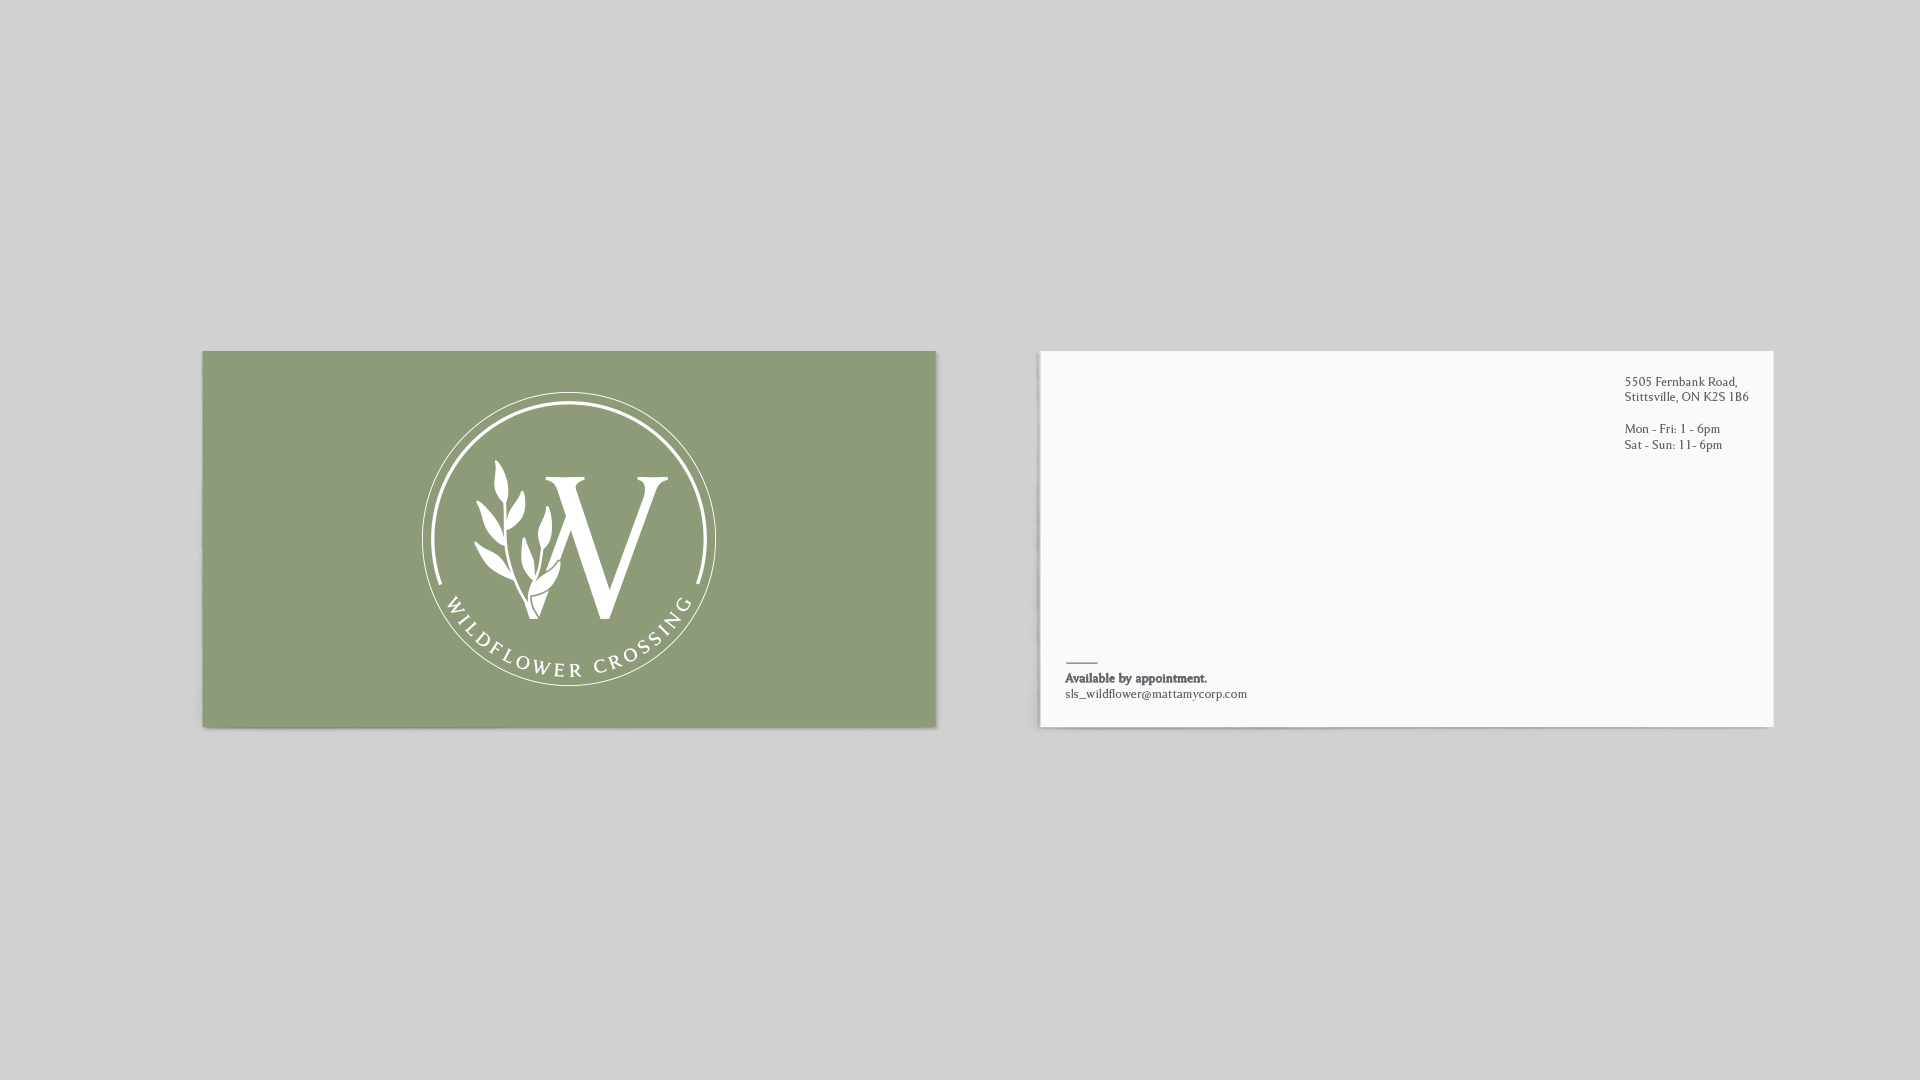 W
WILDFLOWER CROSSING
5505 Fernbank Road,
Stittsville, ON K2S 1B6
Mon - Fri: 1 - 6pm
Sat - Sun: 11- 6pm
Available by appointment.
sls_wildflower@mattamycorp.com